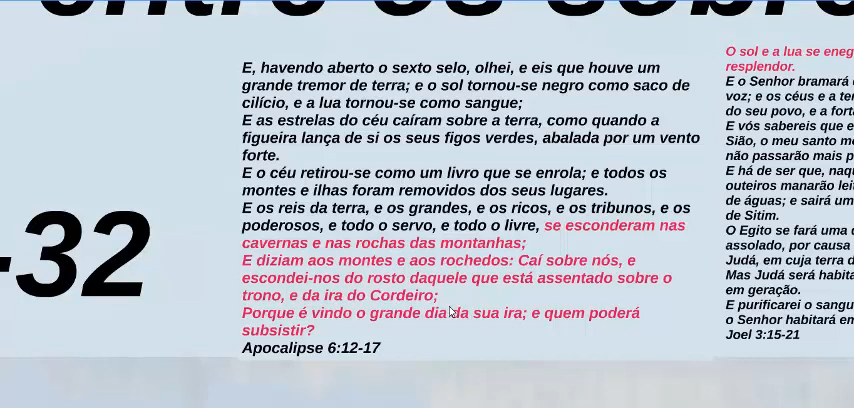 E, havendo aberto o sexto selo, olhei, e eis que houve um
grande tremor de terra; e o sol tornou-se negro como saco de
cilício, e a lua tornou-se como sangue;
E as estrelas do céu caíram sobre a terra, como quando a
figueira lança de si os seus figos verdes, abalada por um vento
forte.
E o céu retirou-se como um livro que se enrola; e todos os
montes e ilhas foram removidos dos seus lugares.
E os reis da terra, e os grandes, e os ricos, e os tribunos, e os
poderosos, e todo o servo, e todo o livre, se esconderam nas
cavernas e nas rochas das montanhas;
E diziam aos montes e aos rochedos: Caí sobre nós, e
escondei-nos do rosto daquele que está assentado sobre o
trono, e da ira do Cordeiro;
Porque é vindo o grande dia da sua ira; e quem poderá
subsistir?
Apocalipse 6:12-17
-32
O sol e a lua se
resplendor.
E o Senhor bramará
voz; e os céus e a
do seu povo, e a
E vós sabereis que
Sião, o meu santo
não passarão mais
E há de ser que,
outeiros manarão
de águas; e sairá
de Sitim.
O Egito se fará uma
assolado, por causa
Judá, em cuja terra
Mas Judá será
em geração.
E purificarei o
o Senhor habitará
Joel 3:15-21